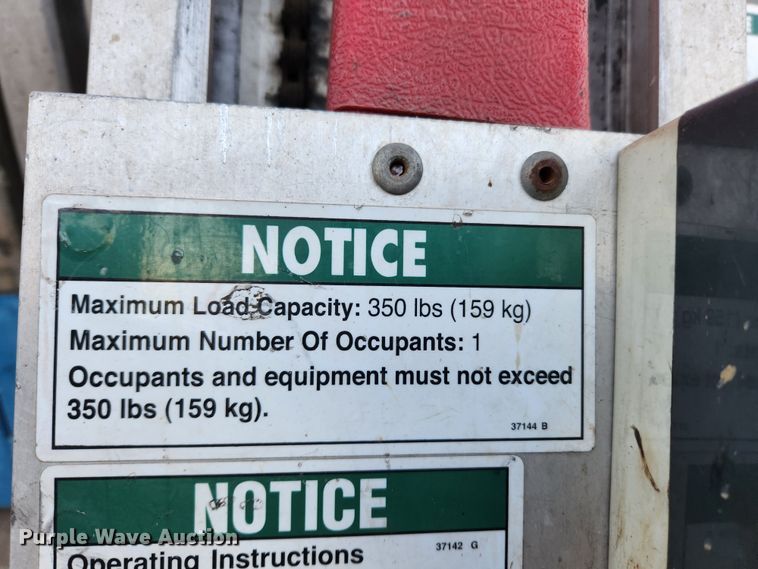 NOTICE
Maximum Load Capacity: 350 lbs (159 kg)
Maximum Number Of Occupants: 1
Occupants and equipment must not exceed
350 lbs (159 kg).
37144 B
NOTICE
37142 G
Operating Instructions
Purple Wave Auction